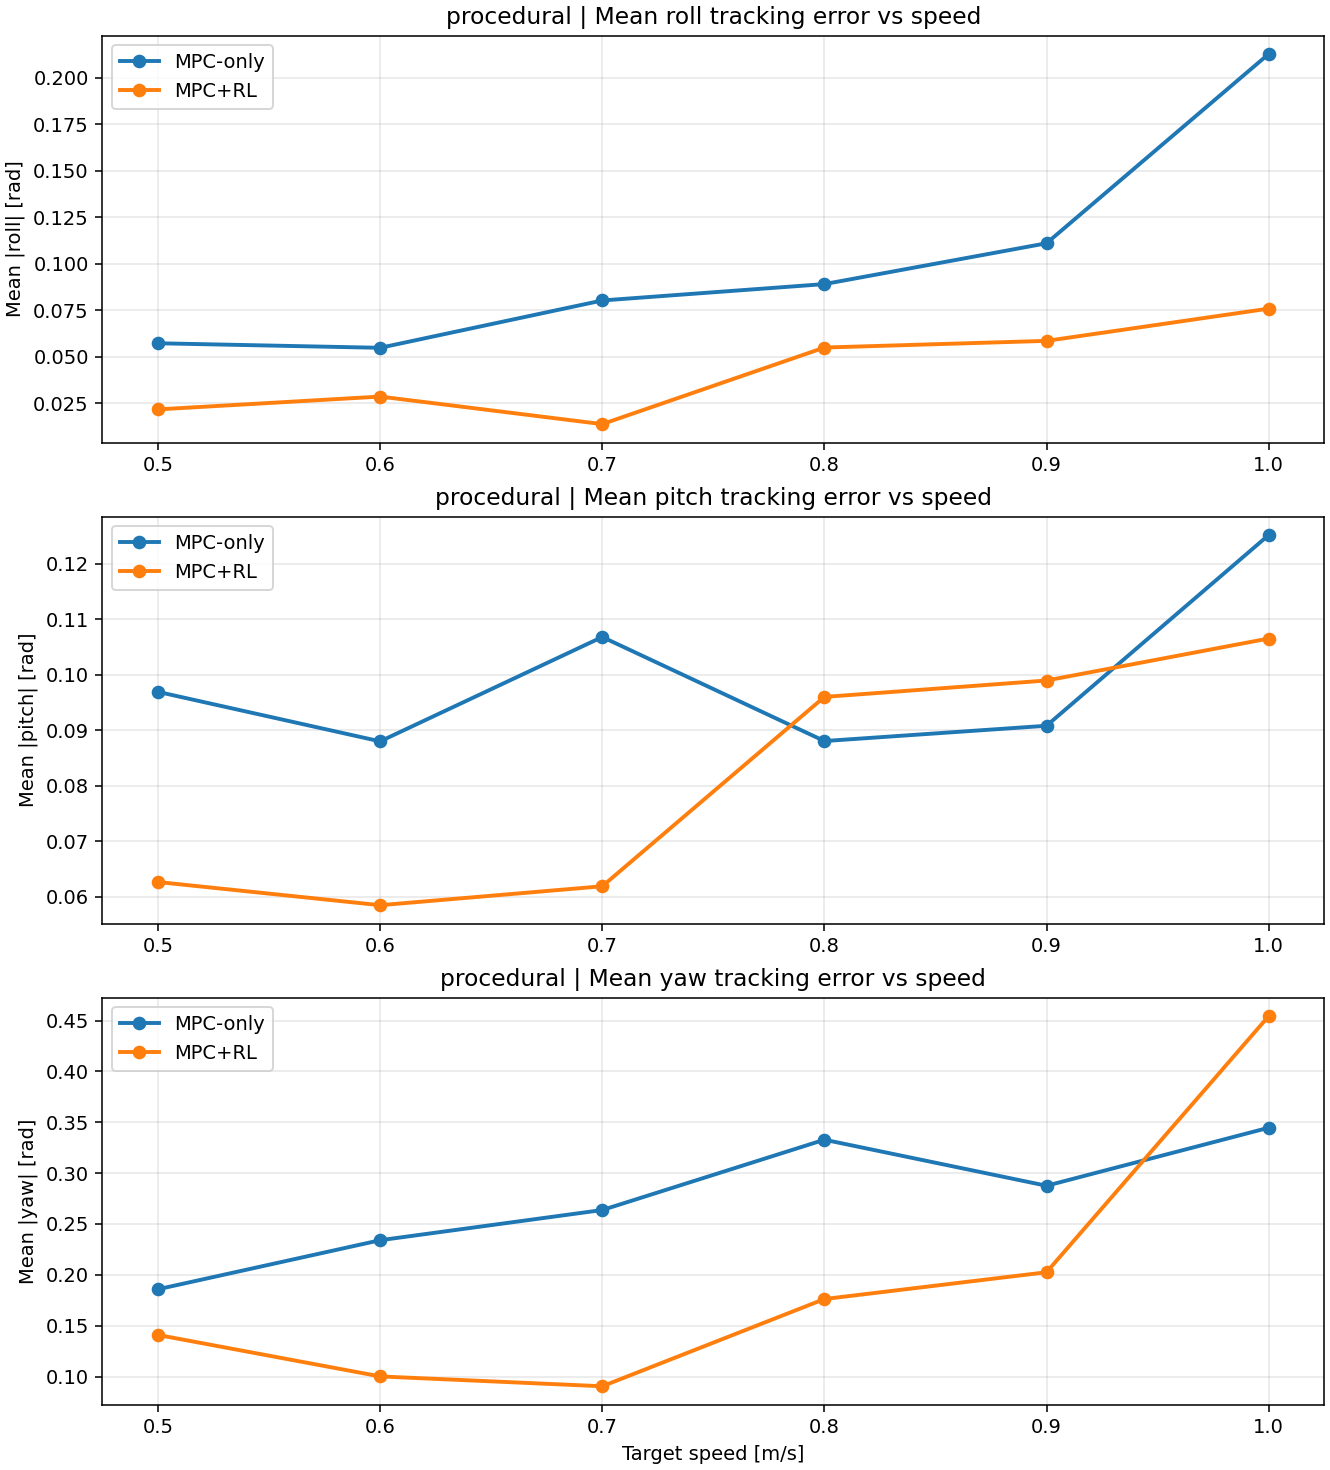 procedural | Mean roll tracking error vs speed
MPC-only
MPC+RL
Mean |roll| [rad]
0.200
0.175
0.150
0.125
0.100
0.075
0.050
0.025
0.5 0.6 0.7 0.8 0.9 1.0
procedural | Mean pitch tracking error vs speed
MPC-only
MPC+RL
Mean |pitch| [rad]
0.12
0.11
0.10
0.09
0.08
0.07
0.06
0.5 0.6 0.7 0.8 0.9 1.0
procedural | Mean yaw tracking error vs speed
MPC-only
MPC+RL
Mean |yaw| [rad]
0.45
0.40
0.35
0.30
0.25
0.20
0.15
0.10
0.5 0.6 0.7 0.8 0.9 1.0
Target speed [m/s]